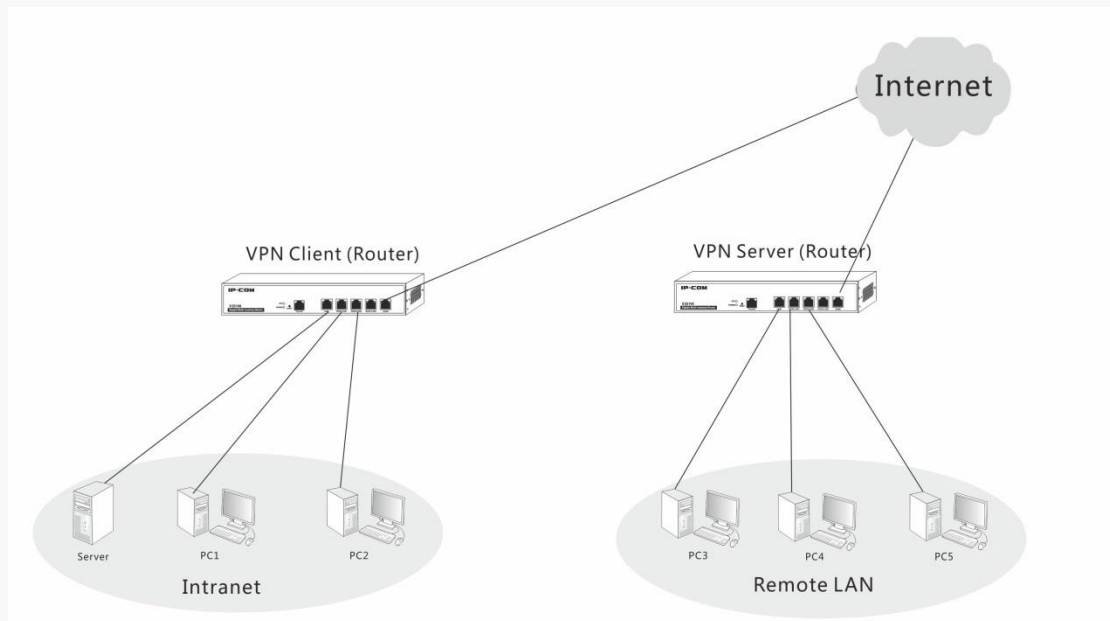 Internet
VPN Client (Router)
VPN Server (Router)
IP-COM
IP-COM
Server
PC1
PC2
Intranet
PC3
PC4
PC5
Remote LAN